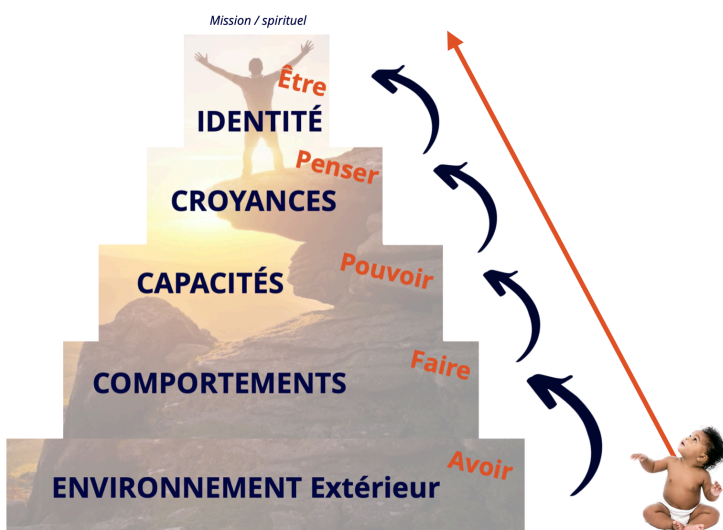 Mission / spirituel
Être
IDENTITÉ
Penser
CROYANCES
Pouvoir
CAPACITÉS
Faire
COMPORTEMENTS
Avoir
ENVIRONNEMENT Extérieur